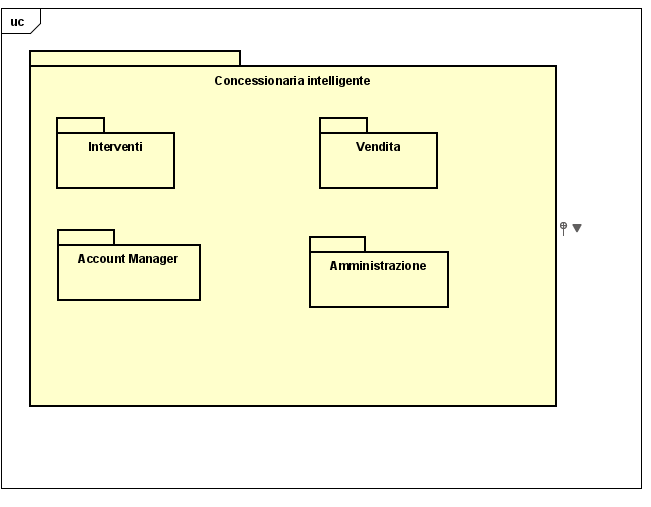 uc
Concessionaria intelligente
Interventi
Vendita
Account Manager
Amministrazione